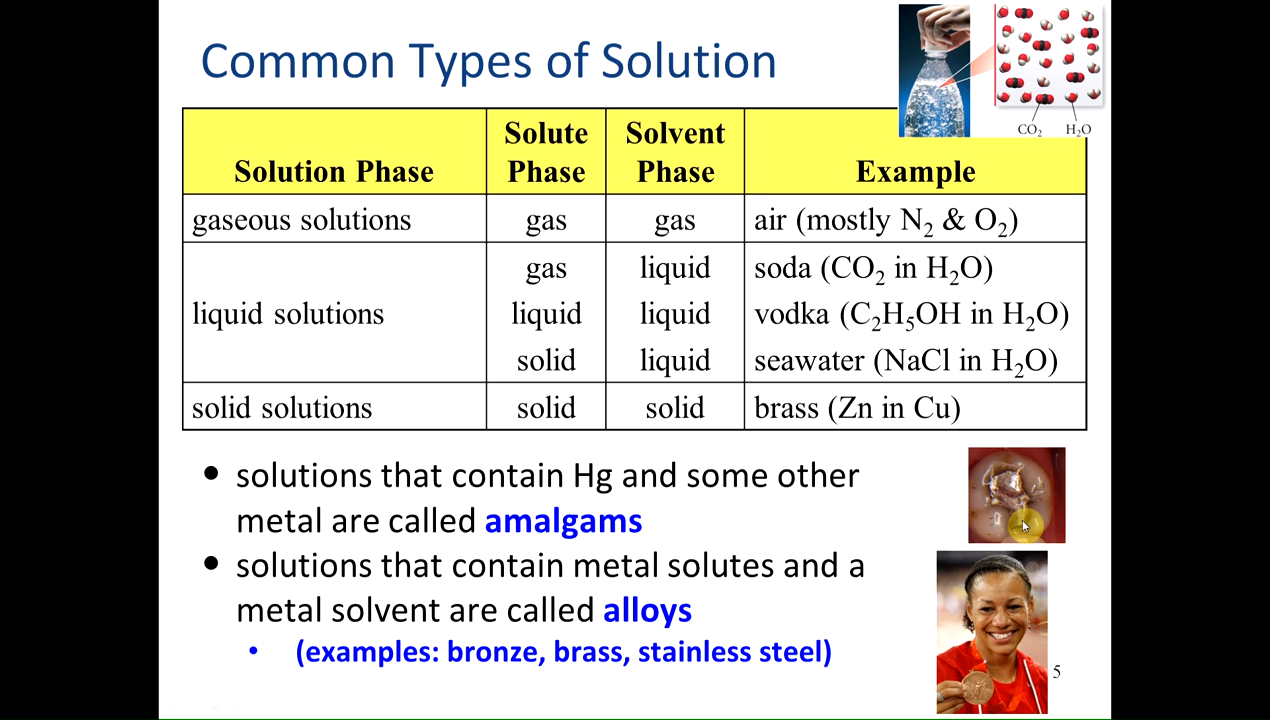 Common Types of Solution
CO₂ H₂O
Solution Phase Solute Phase Solvent Phase Example
gaseous solutions gas gas air (mostly N₂ & O₂)
liquid solutions gas liquid soda (CO₂ in H₂O)
liquid liquid vodka (C₂H₅OH in H₂O)
solid liquid seawater (NaCl in H₂O)
solid solutions solid solid brass (Zn in Cu)
• solutions that contain Hg and some other
metal are called amalgams
• solutions that contain metal solutes and a
metal solvent are called alloys
• (examples: bronze, brass, stainless steel)
5